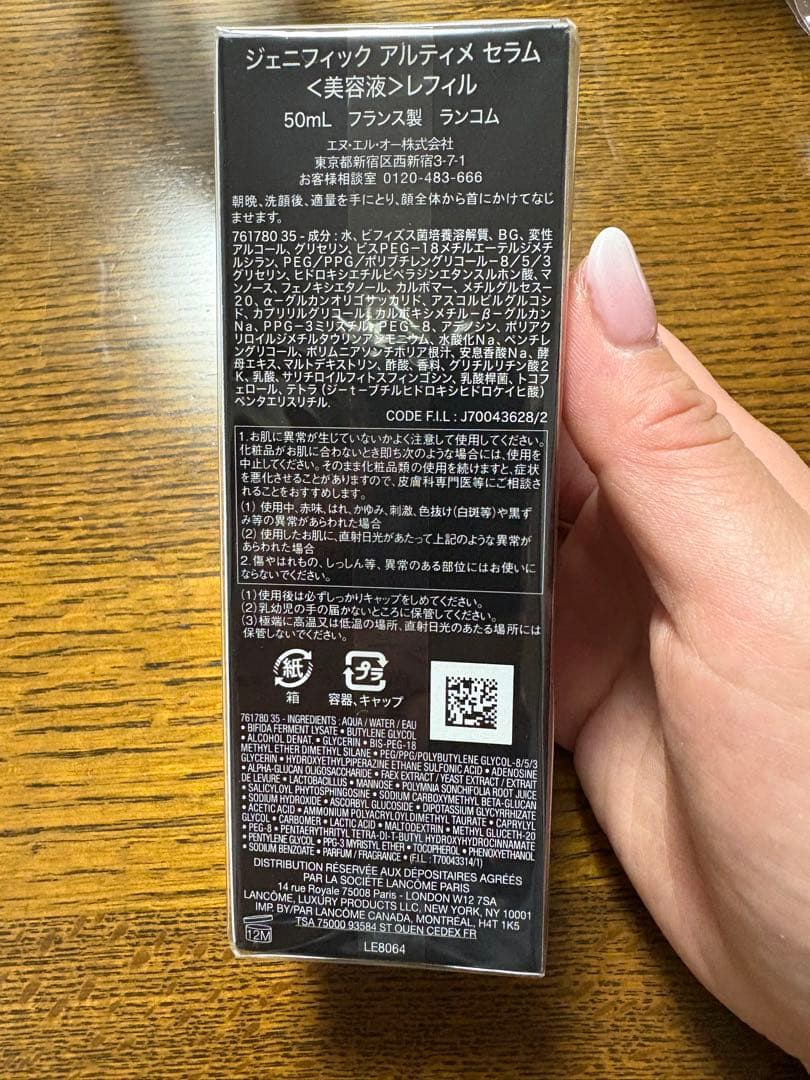 ジェニフィック アルティメ セラム
<美容液>レフィル
50mL フランス製 ランコム
エヌ・エル・オー株式会社
東京都新宿区西新宿3-7-1
お客様相談室 0120-483-666
朝晩、洗顔後、適量を手にとり、顔全体から首にかけてなじ
ませます。
761780 35 - 成分 : 水、ビフィズス菌培養溶解質、BG、変性
アルコール、グリセリン、ビスPEG-18メチルエーテルジメチ
ルシラン、PEG/PPG/ポリブチレングリコール-8/5/3
グリセリン、ヒドロキシエチルピペラジンエタンスルホン酸、マ
ンノース、フェノキシエタノール、カルボマー、メチルグルセス-
20、α-グルカンオリゴサッカリド、アスコルビルグルコシ
ド、カプリリルグリコール、カルボキシメチル-β-グルカン
Na、PPG-3ミリスチル、PEG-8、アデノシン、ポリアク
リロイルジメチルタウリンアンモニウム、水酸化Na、ペンチレ
ングリコール、ポリムニアソンチホリア根汁、安息香酸Na、酵
母エキス、マルトデキストリン、酢酸、香料、グリチルリチン酸2
K、乳酸、サリチロイルフィトスフィンゴシン、乳酸桿菌、トコフ
ェロール、テトラ(ジ-t-ブチルヒドロキシヒドロケイヒ酸)
ペンタエリスリチル.
CODE F.I.L : J70043628/2
1.お肌に異常が生じていないかよく注意して使用してください。
化粧品がお肌に合わないとき即ち次のような場合には、使用を
中止してください。そのまま化粧品類の使用を続けますと、症状
を悪化させることがありますので、皮膚科専門医等にご相談さ
れることをおすすめします。
(1) 使用中、赤味、はれ、かゆみ、刺激、色抜け(白斑等)や黒ず
み等の異常があらわれた場合
(2) 使用したお肌に、直射日光があたって上記のような異常が
あらわれた場合
2.傷やはれもの、しっしん等、異常のある部位にはお使いに
ならないでください。
(1)使用後は必ずしっかりキャップをしめてください。
(2)乳幼児の手の届かないところに保管してください。
(3)極端に高温又は低温の場所、直射日光のあたる場所には
保管しないでください。
紙 プラ
箱 容器、キャップ
761780 35 - INGREDIENTS : AQUA / WATER / EAU
• BIFIDA FERMENT LYSATE • BUTYLENE GLYCOL
• ALCOHOL DENAT. • GLYCERIN • BIS-PEG-18
METHYL ETHER DIMETHYL SILANE • PEG/PPG/POLYBUTYLENE GLYCOL-8/5/3
GLYCERIN • HYDROXYETHYLPIPERAZINE ETHANE SULFONIC ACID • ADENOSINE
• ALPHA-GLUCAN OLIGOSACCHARIDE • FAEX EXTRACT / YEAST EXTRACT / EXTRAIT
DE LEVURE • LACTOBACILLUS • MANNOSE • POLYMNIA SONCHIFOLIA ROOT JUICE
• SALICYLOYL PHYTOSPHINGOSINE • SODIUM CARBOXYMETHYL BETA-GLUCAN
• SODIUM HYDROXIDE • ASCORBYL GLUCOSIDE • DIPOTASSIUM GLYCYRRHIZATE
• ACETIC ACID • AMMONIUM POLYACRYLOYLDIMETHYL TAURATE • CAPRYLYL
GLYCOL • CARBOMER • LACTIC ACID • MALTODEXTRIN • METHYL GLUCETH-20
• PEG-8 • PENTAERYTHRITYL TETRA-DI-T-BUTYL HYDROXYHYDROCINNAMATE
• PENTYLENE GLYCOL • PPG-3 MYRISTYL ETHER • TOCOPHEROL • PHENOXYETHANOL
• SODIUM BENZOATE • PARFUM / FRAGRANCE • (F.I.L : T70043314/1)
DISTRIBUTION RÉSERVÉE AUX DÉPOSITAIRES AGRÉÉS
PAR LA SOCIÉTÉ LANCÔME PARIS
14 rue Royale 75008 Paris - LONDON W12 7SA
LANCÔME, LUXURY PRODUCTS LLC, NEW YORK, NY 10001
IMP. BY/PAR LANCÔME CANADA, MONTRÉAL, H4T 1K5
TSA 75000 93584 ST OUEN CEDEX FR
12M
LE8064